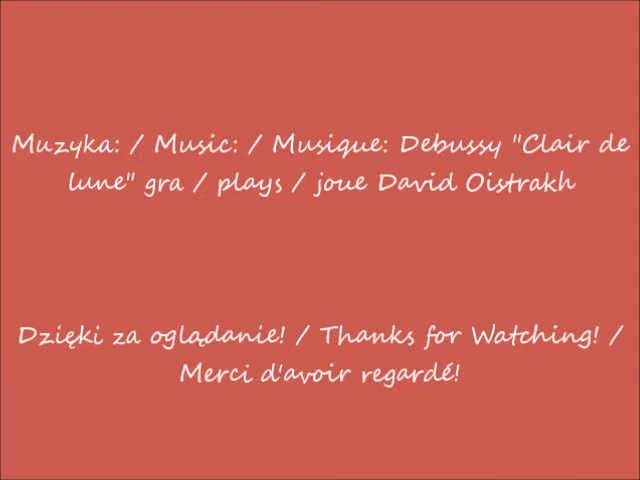 Muzyka: / Music: / Musique: Debussy "Clair de
lune" gra / plays / joue David Oistrakh
Dzięki za oglądanie! / Thanks for Watching! /
Merci d'avoir regardé!